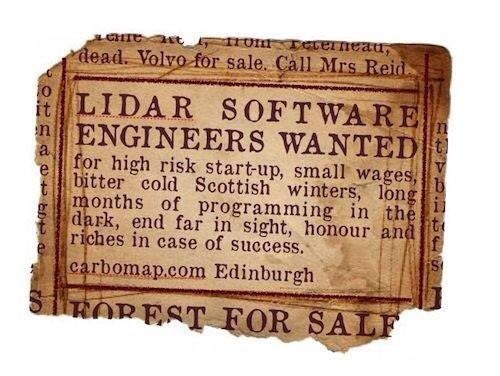 from Peterhead,
dead. Volvo for sale. Call Mrs Reid.
LIDAR SOFTWARE
ENGINEERS WANTED
for high risk start-up, small wages,
bitter cold Scottish winters, long
months of programming in the
dark, end far in sight, honour and
riches in case of success.
carbomap.com Edinburgh
FOREST FOR SALE